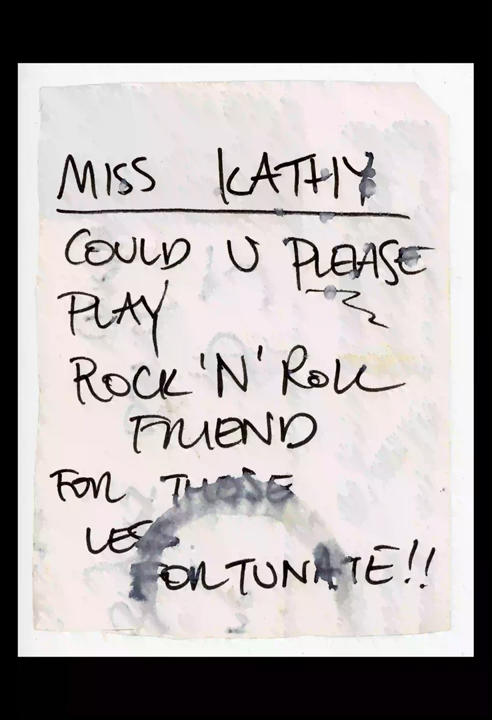 MISS KATHY
COULD U PLEASE
PLAY
ROCK 'N' ROLL
FRIEND
FOR THOSE
LESS
FORTUNATE!!